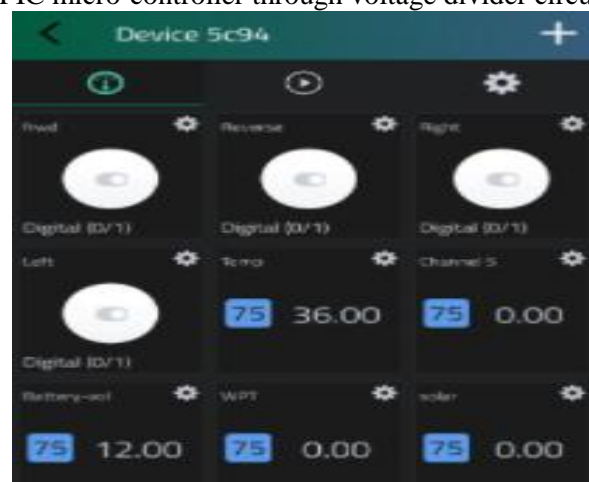 PIC micro controller through voltage divider
Device 5c94
Fwd Reverse Right
Digital (0/1) Digital (0/1) Digital (0/1)
Left Temp Channel 5
75 36.00 75 0.00
Digital (0/1)
Battery-vol WPT solar
75 12.00 75 0.00 75 0.00